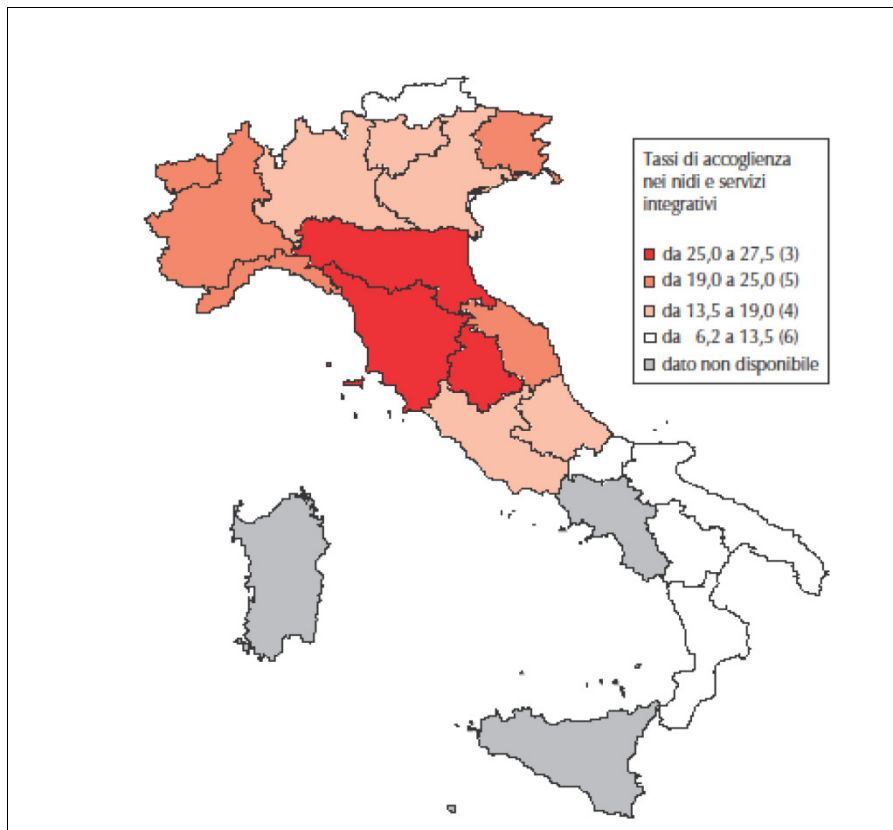 Tassi di accoglienza
nei nidi e servizi
integrativi
da 25,0 a 27,5 (3)
da 19,0 a 25,0 (5)
da 13,5 a 19,0 (4)
da 6,2 a 13,5 (6)
dato non disponibile